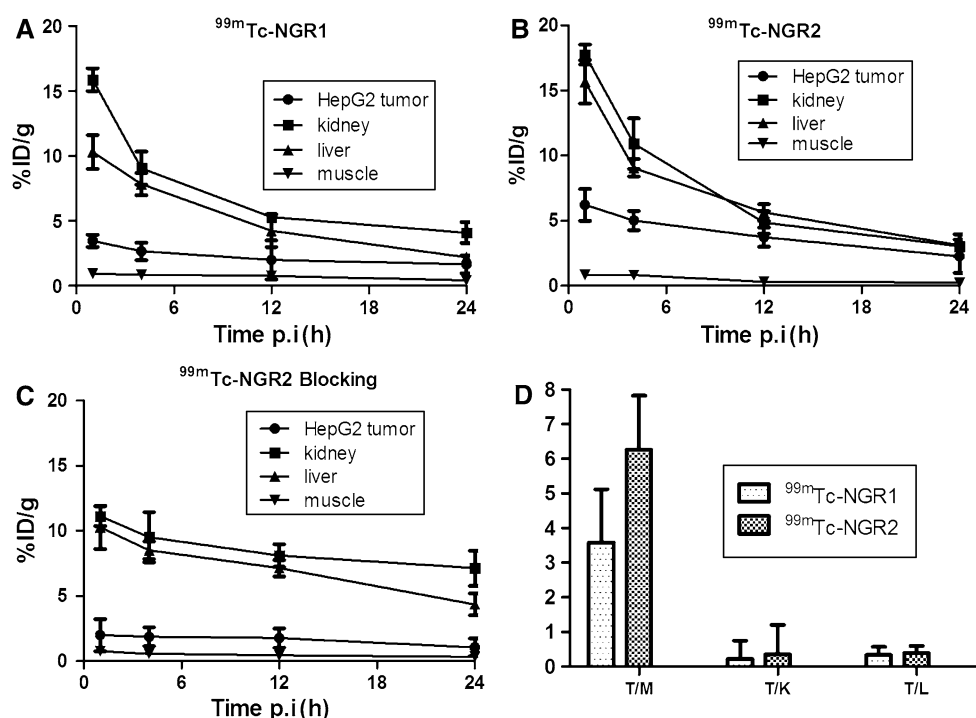 A
99mTc-NGR1
20
15
10
5
0
%ID/g
HepG2 tumor
kidney
liver
muscle
0 6 12 18 24
Time p.i (h)
B
99mTc-NGR2
20
15
10
5
0
%ID/g
HepG2 tumor
kidney
liver
muscle
0 6 12 18 24
Time p.i (h)
C
99mTc-NGR2 Blocking
20
15
10
5
0
%ID/g
HepG2 tumor
kidney
liver
muscle
0 6 12 18 24
Time p.i (h)
D
8
7
6
5
4
3
2
1
0
99mTc-NGR1
99mTc-NGR2
T/M T/K T/L